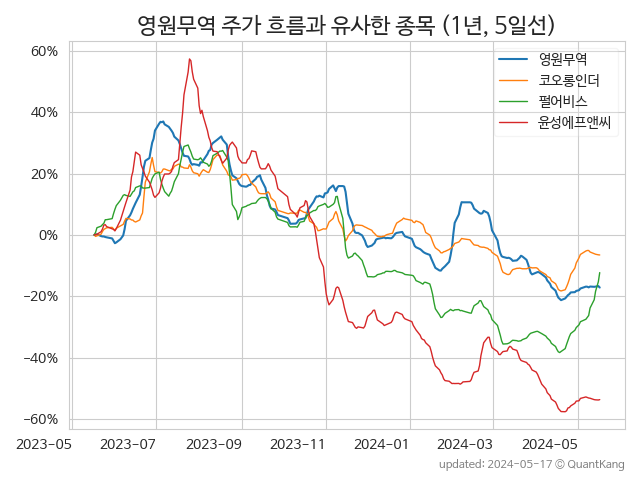 영원무역 주가 흐름과 유사한 종목 (1년, 5일선)
영원무역
코오롱인더
펄어비스
윤성에프앤씨
60%
40%
20%
0%
−20%
−40%
−60%
2023−05 2023−07 2023−09 2023−11 2024−01 2024−03 2024−05
updated: 2024−05−17 © QuantKang